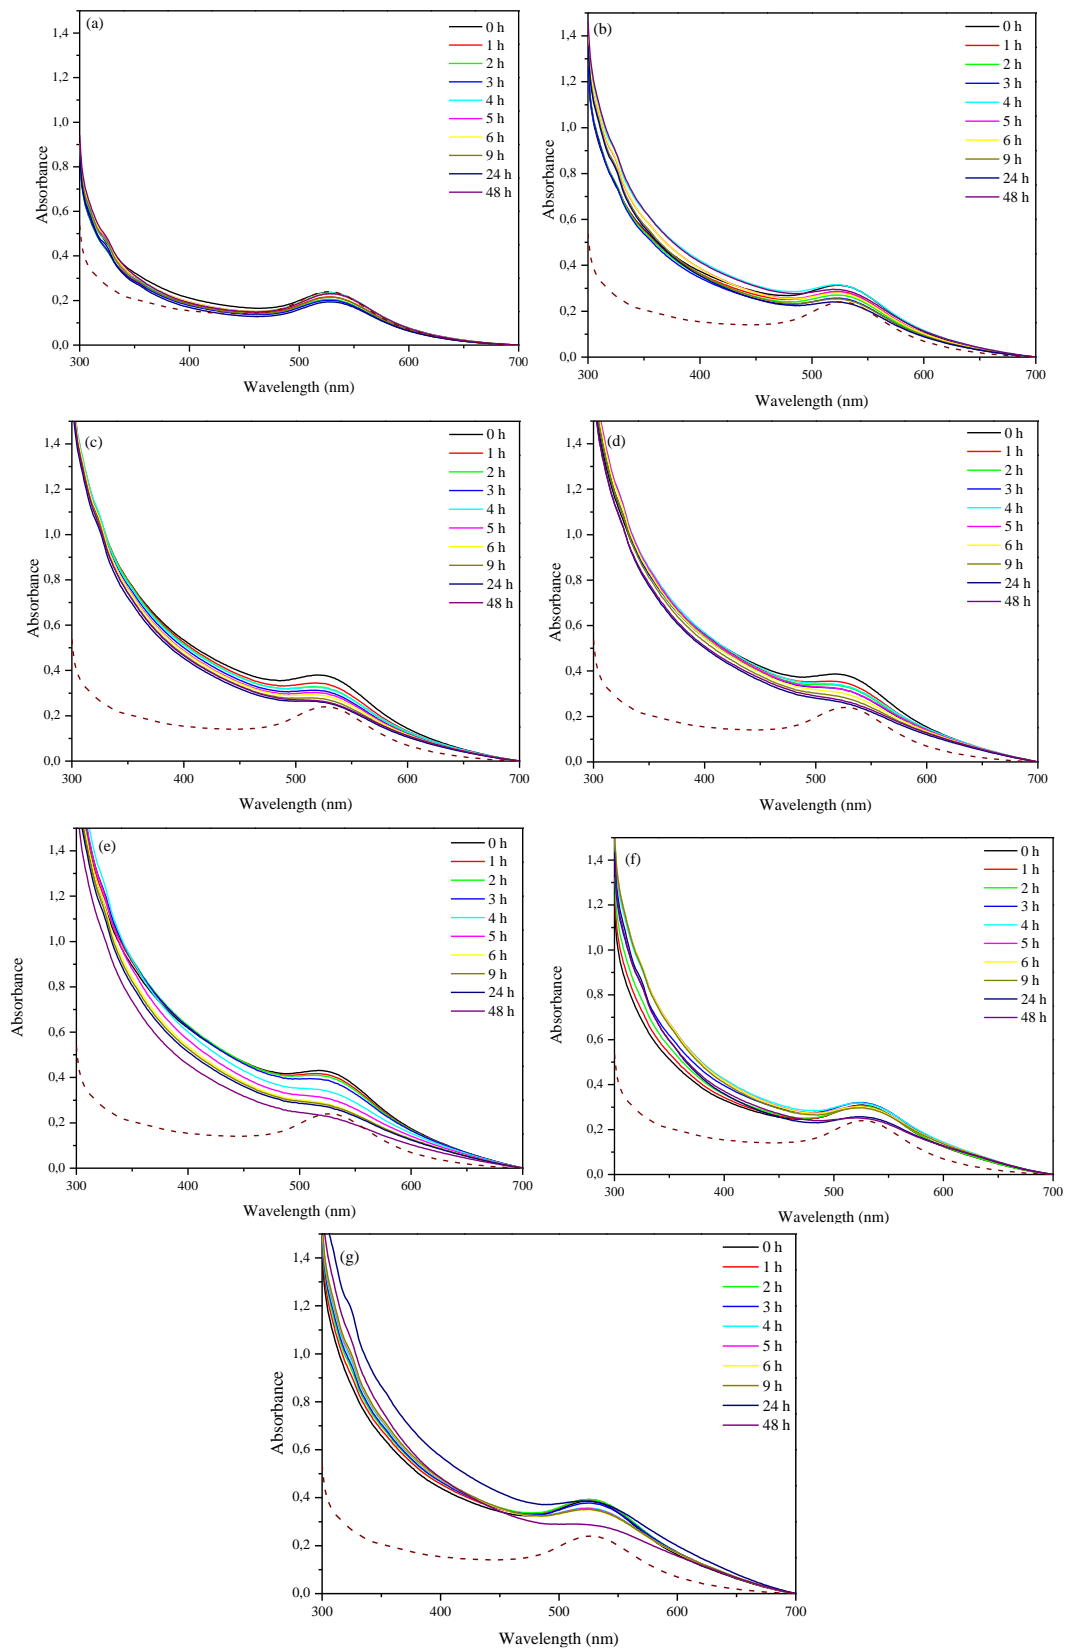 (a)
0 h
1 h
2 h
3 h
4 h
5 h
6 h
9 h
24 h
48 h
1,4
1,2
1,0
0,8
0,6
0,4
0,2
0,0
Absorbance
300 400 500 600 700
Wavelength (nm)
(b)
0 h
1 h
2 h
3 h
4 h
5 h
6 h
9 h
24 h
48 h
1,4
1,2
1,0
0,8
0,6
0,4
0,2
0,0
Absorbance
300 400 500 600 700
Wavelength (nm)
(c)
0 h
1 h
2 h
3 h
4 h
5 h
6 h
9 h
24 h
48 h
1,4
1,2
1,0
0,8
0,6
0,4
0,2
0,0
Absorbance
300 400 500 600 700
Wavelength (nm)
(d)
0 h
1 h
2 h
3 h
4 h
5 h
6 h
9 h
24 h
48 h
1,4
1,2
1,0
0,8
0,6
0,4
0,2
0,0
Absorbance
300 400 500 600 700
Wavelength (nm)
(e)
0 h
1 h
2 h
3 h
4 h
5 h
6 h
9 h
24 h
48 h
1,4
1,2
1,0
0,8
0,6
0,4
0,2
0,0
Absorbance
300 400 500 600 700
Wavelength (nm)
(f)
0 h
1 h
2 h
3 h
4 h
5 h
6 h
9 h
24 h
48 h
1,4
1,2
1,0
0,8
0,6
0,4
0,2
0,0
Absorbance
300 400 500 600 700
Wavelength (nm)
(g)
0 h
1 h
2 h
3 h
4 h
5 h
6 h
9 h
24 h
48 h
1,4
1,2
1,0
0,8
0,6
0,4
0,2
0,0
Absorbance
300 400 500 600 700
Wavelength (nm)